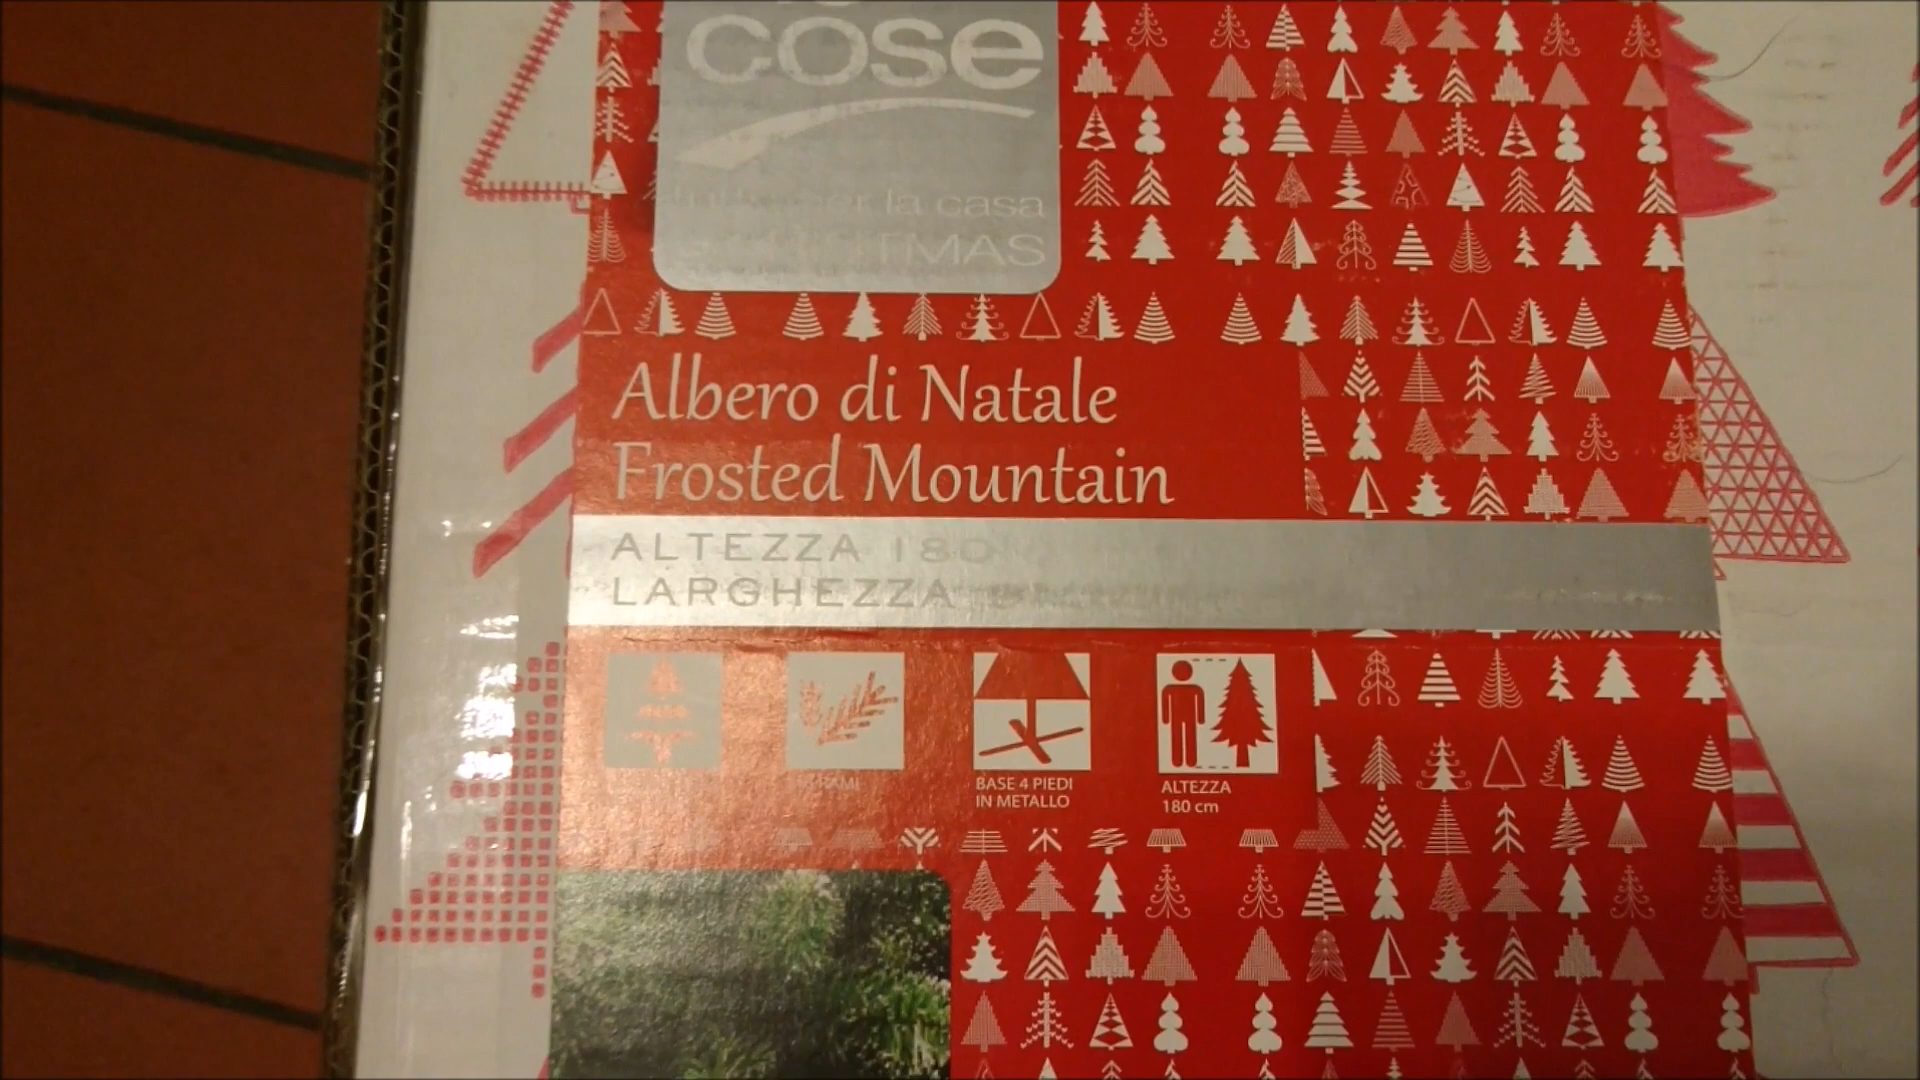 cose
la casa
Albero di Natale
Frosted Mountain
ALTEZZA 180
LARGHEZZA
BASE 4 PIEDI
IN METALLO
ALTEZZA
180 cm